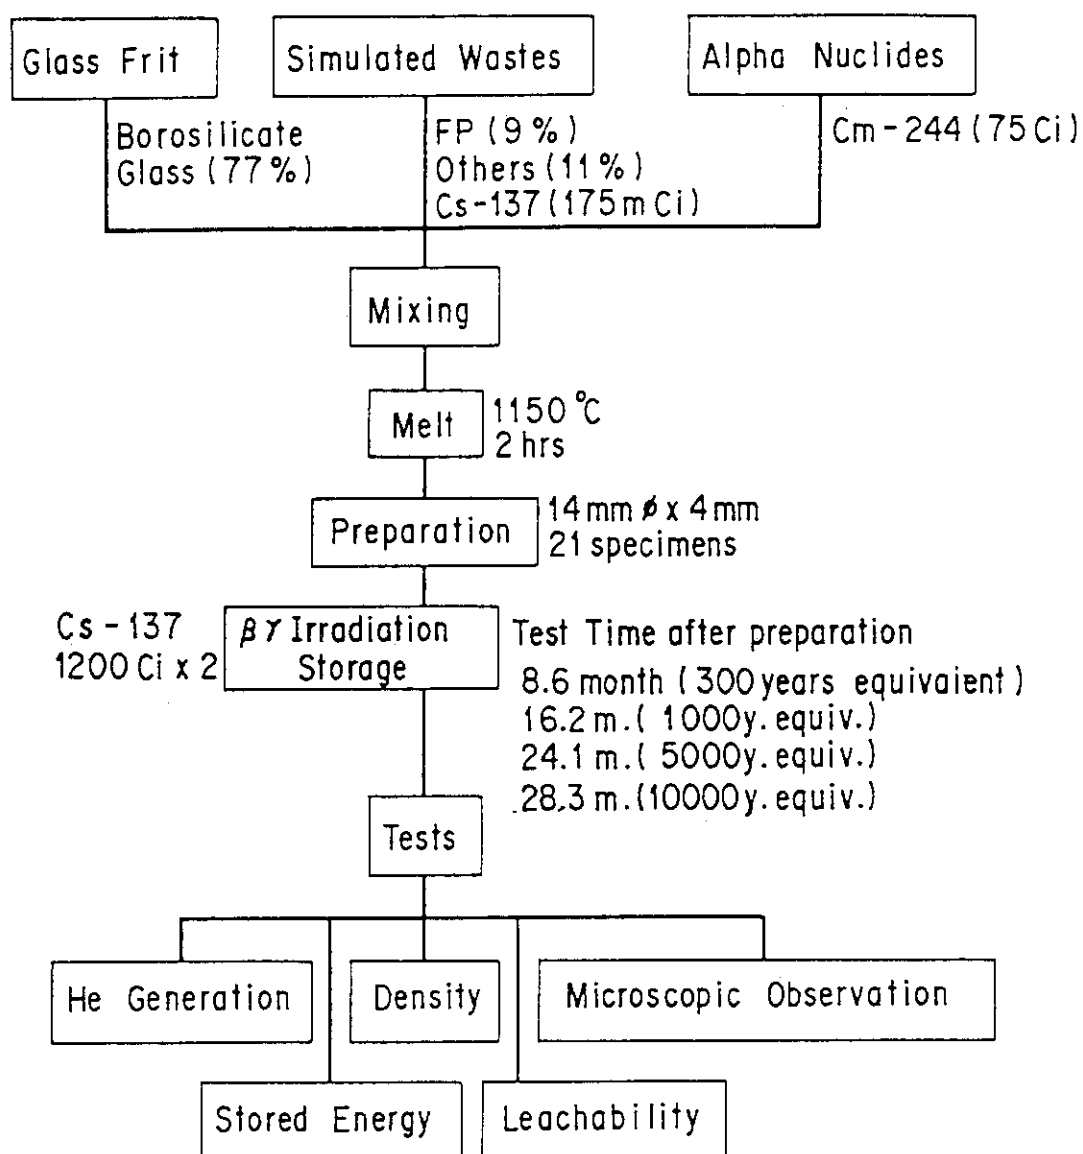 Glass Frit
Simulated Wastes
Alpha Nuclides
Borosilicate
Glass (77%)
FP (9%)
Others (11%)
Cs-137 (175mCi)
Cm-244 (75 Ci)
Mixing
Melt
1150 °C
2 hrs
Preparation
14 mm ø x 4 mm
21 specimens
Cs-137
1200 Ci x 2
βγ Irradiation
Storage
Test Time after preparation
8.6 month (300 years equivaient)
16.2 m. (1000y. equiv.)
24.1 m. (5000y. equiv.)
28.3 m. (10000y. equiv.)
Tests
He Generation
Density
Microscopic Observation
Stored Energy
Leachability